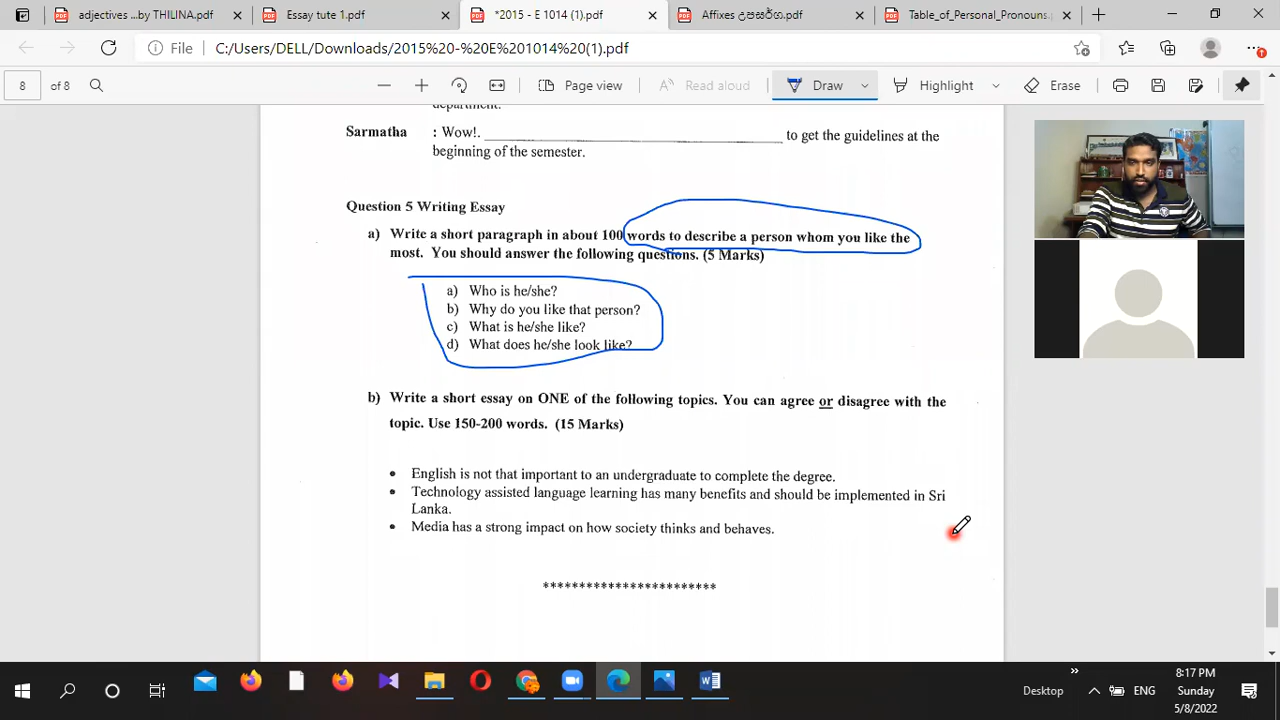 adjectives ...by THILINA.pdf
Essay tute 1.pdf
*2015 - E 1014 (1).pdf
Table_of_Personal_Pronouns.
File
C:/Users/DELL/Downloads/2015%20-%20E%201014%20(1).pdf
8 of 8
Page view
Read aloud
Draw
Highlight
Erase
department.
Sarmatha : Wow!. ________________ to get the guidelines at the
beginning of the semester.
Question 5 Writing Essay
a) Write a short paragraph in about 100 words to describe a person whom you like the
most. You should answer the following questions. (5 Marks)
a) Who is he/she?
b) Why do you like that person?
c) What is he/she like?
d) What does he/she look like?
b) Write a short essay on ONE of the following topics. You can agree or disagree with the
topic. Use 150-200 words. (15 Marks)
• English is not that important to an undergraduate to complete the degree.
• Technology assisted language learning has many benefits and should be implemented in Sri
Lanka.
• Media has a strong impact on how society thinks and behaves.
************************
Desktop
ENG
8:17 PM
Sunday
5/8/2022